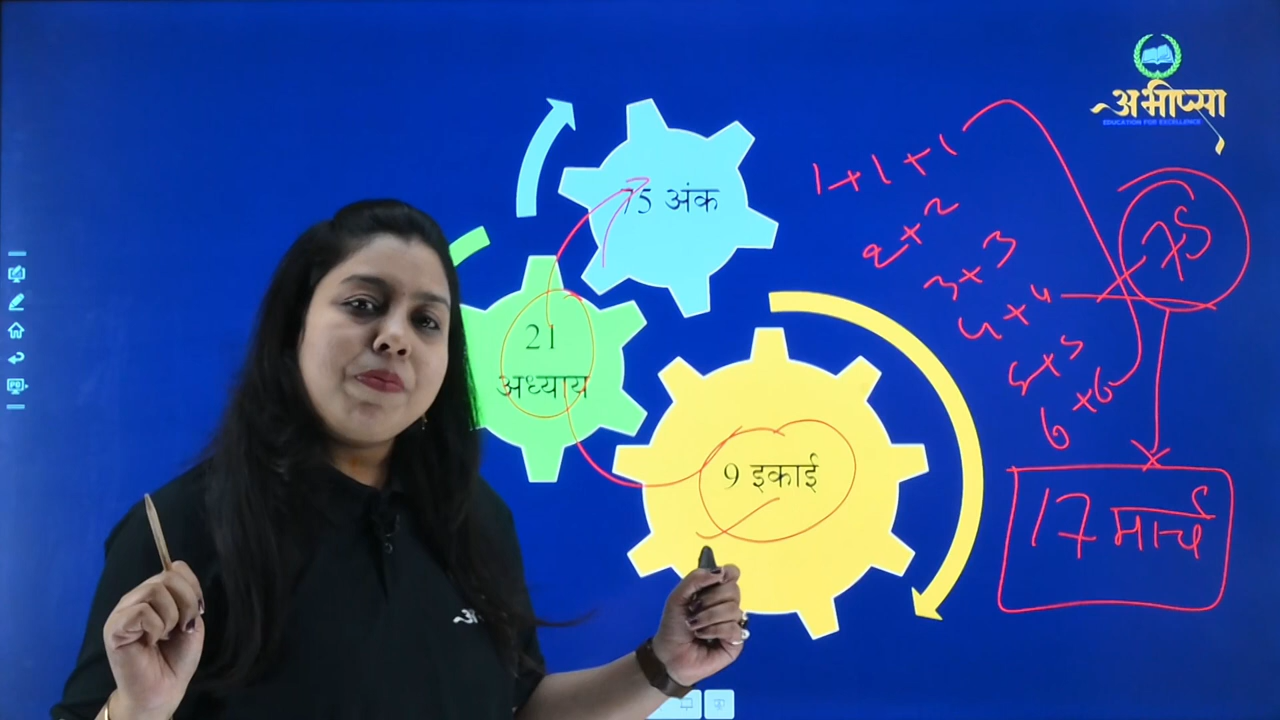 अभीप्सा
EDUCATION FOR EXCELLENCE
75 अंक
21
अध्याय
9 इकाई
1+1+1
2+2
3+3
4+4
5+5
6+6
75
17 मार्च